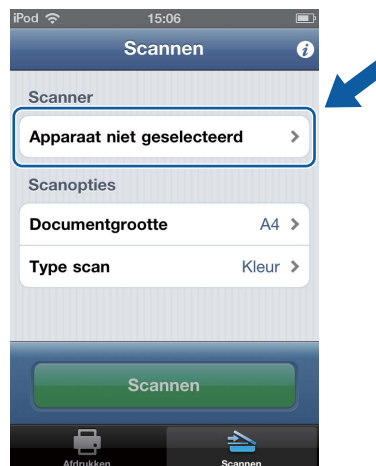 iPod 15:06
Scannen
Scanner
Apparaat niet geselecteerd
Scanopties
Documentgrootte A4
Type scan Kleur
Scannen
Afdrukken Scannen